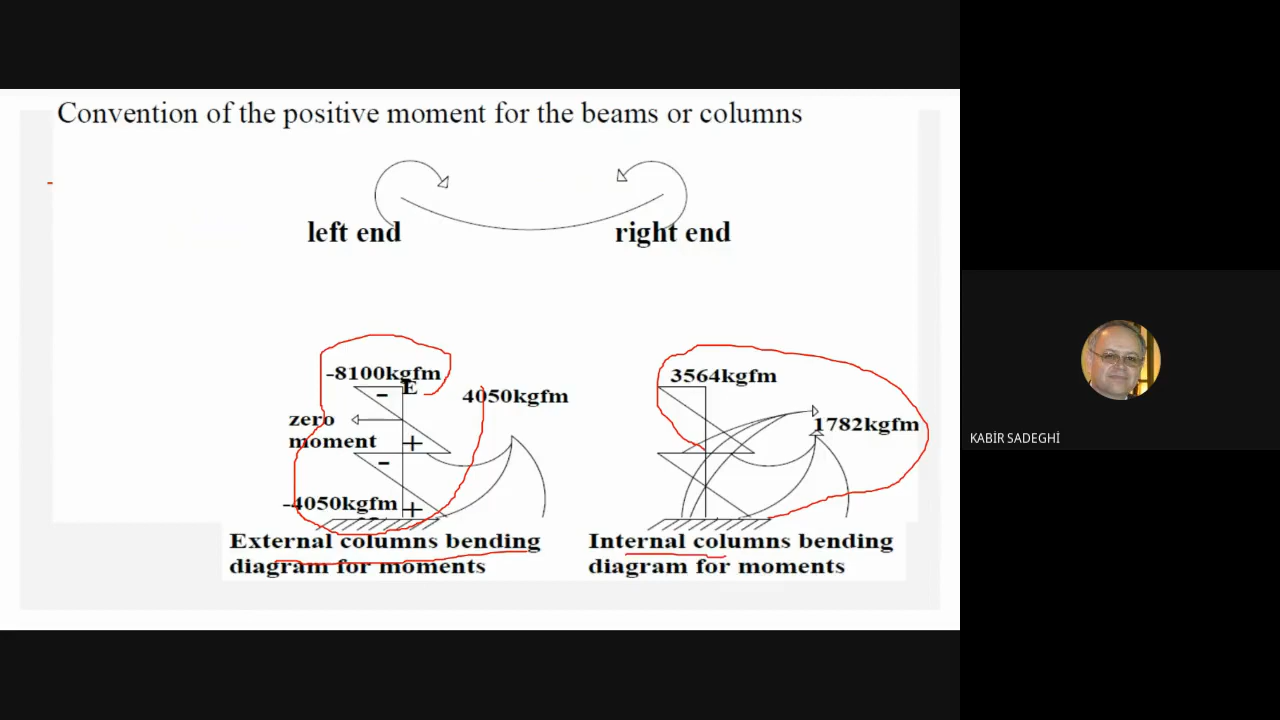 Convention of the positive moment for the beams or columns
left end
right end
-8100kgfm
3564kgfm
- E
4050kgfm
zero
1782kgfm
moment
+
-
-4050kgfm
+
External columns bending
Internal columns bending
diagram for moments
diagram for moments
KABİR SADEGHİ